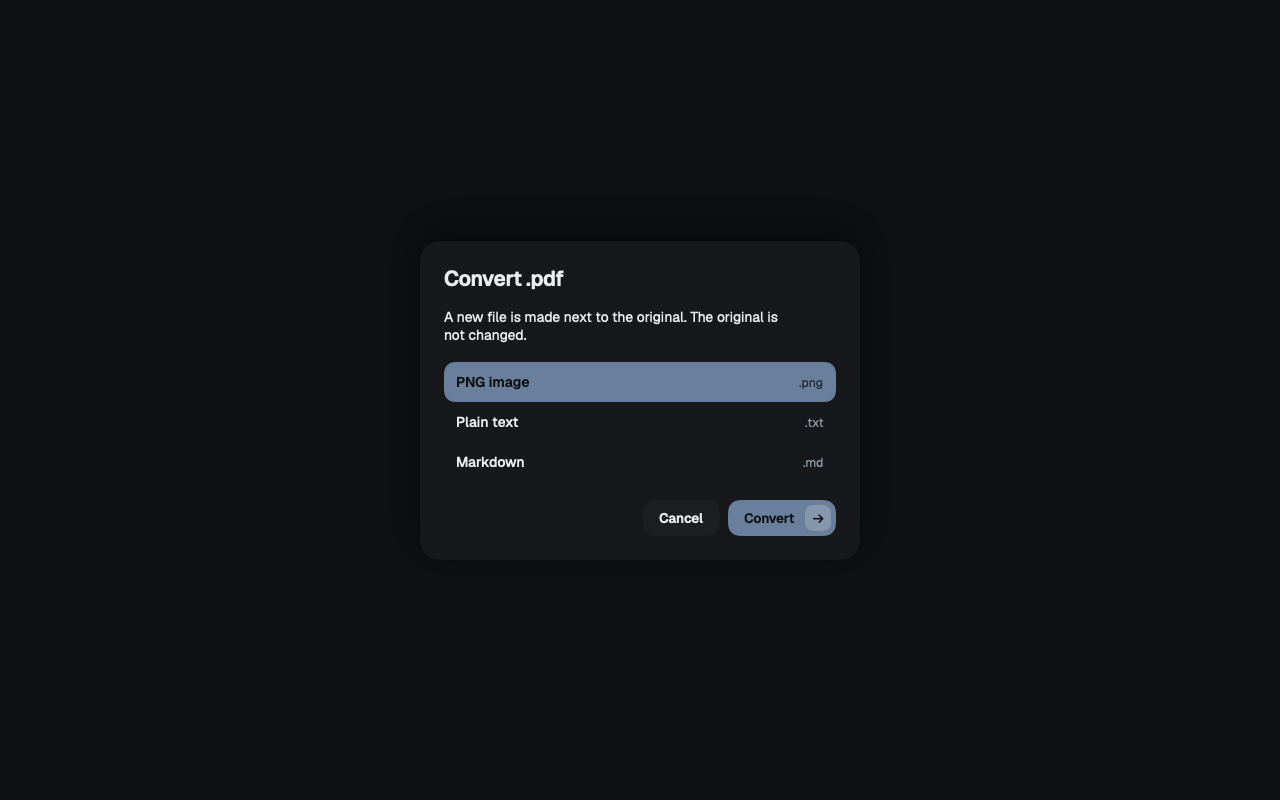 Convert .pdf
A new file is made next to the original. The original is
not changed.
PNG image .png
Plain text .txt
Markdown .md
Cancel Convert →